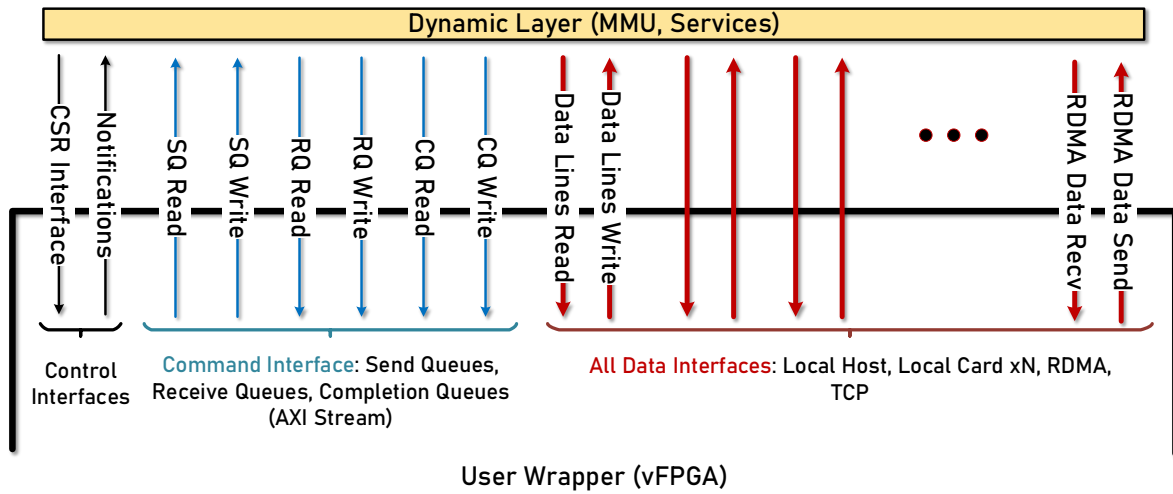 Dynamic Layer (MMU, Services)
CSR Interface
Notifications
SQ Read
SQ Write
RQ Read
RQ Write
CQ Read
CQ Write
Data Lines Read
Data Lines Write
RDMA Data Recv
RDMA Data Send
Control
Interfaces
Command Interface: Send Queues,
Receive Queues, Completion Queues
(AXI Stream)
All Data Interfaces: Local Host, Local Card xN, RDMA,
TCP
User Wrapper (vFPGA)